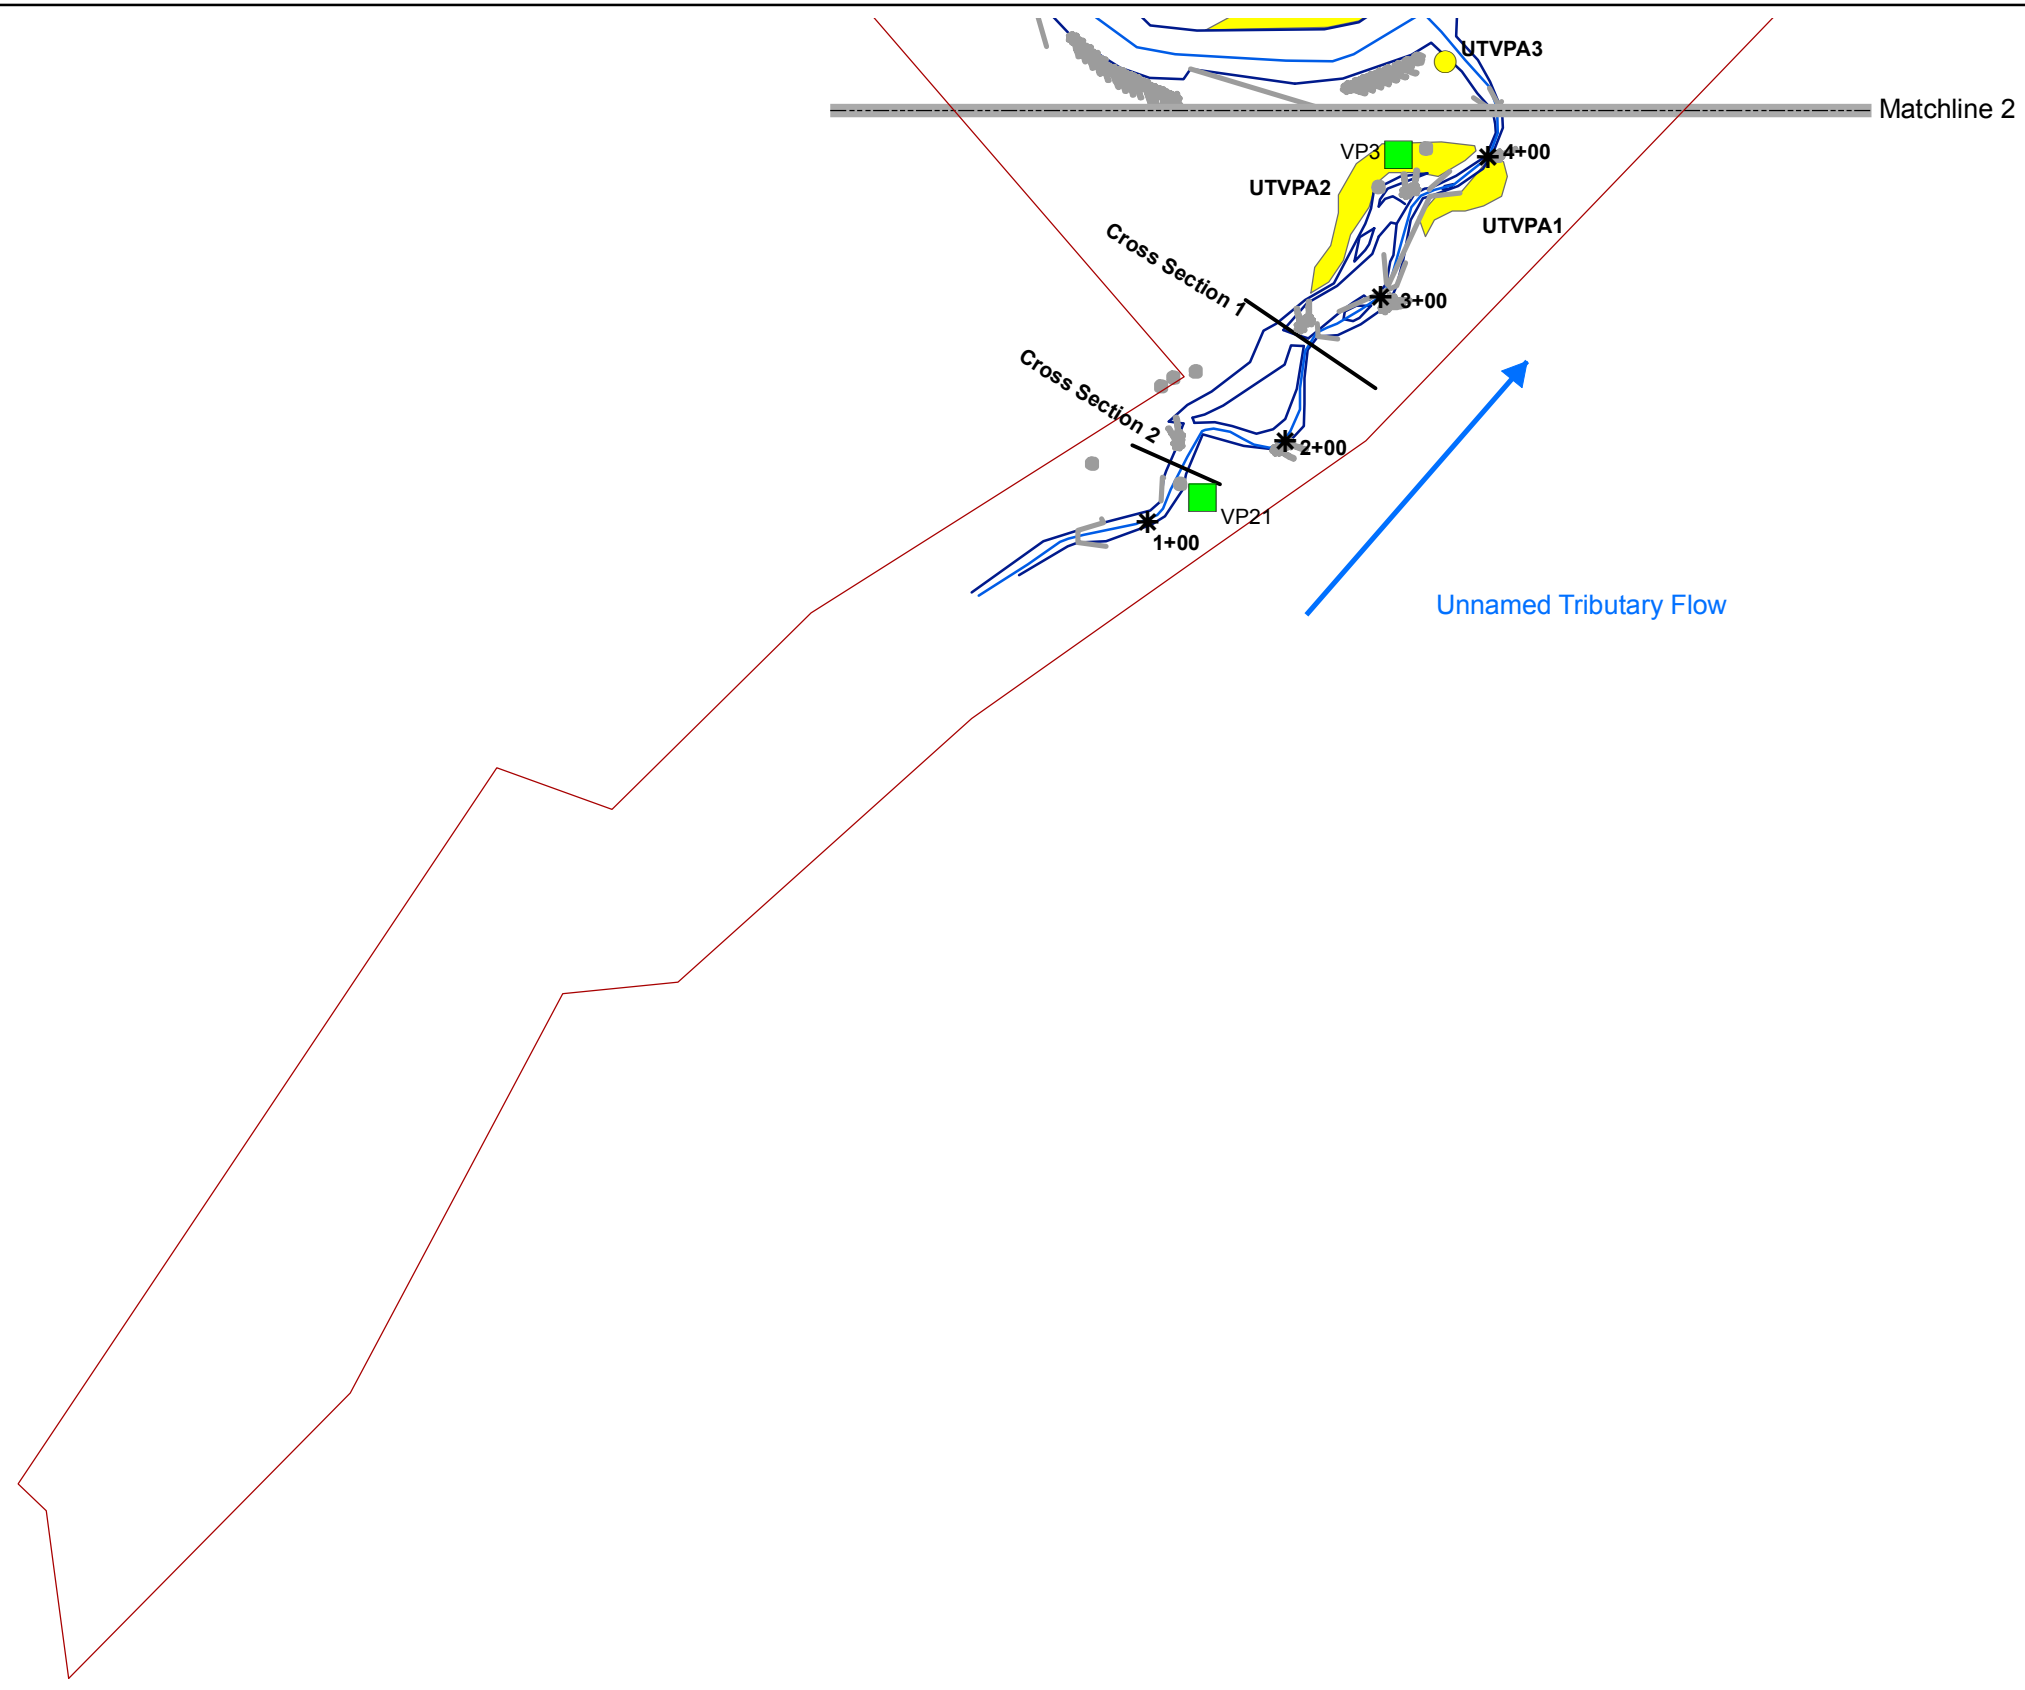 UTVPA3
Matchline 2
VP3
4+00
UTVPA2
UTVPA1
Cross Section 1
3+00
Cross Section 2
2+00
VP21
1+00
Unnamed Tributary Flow